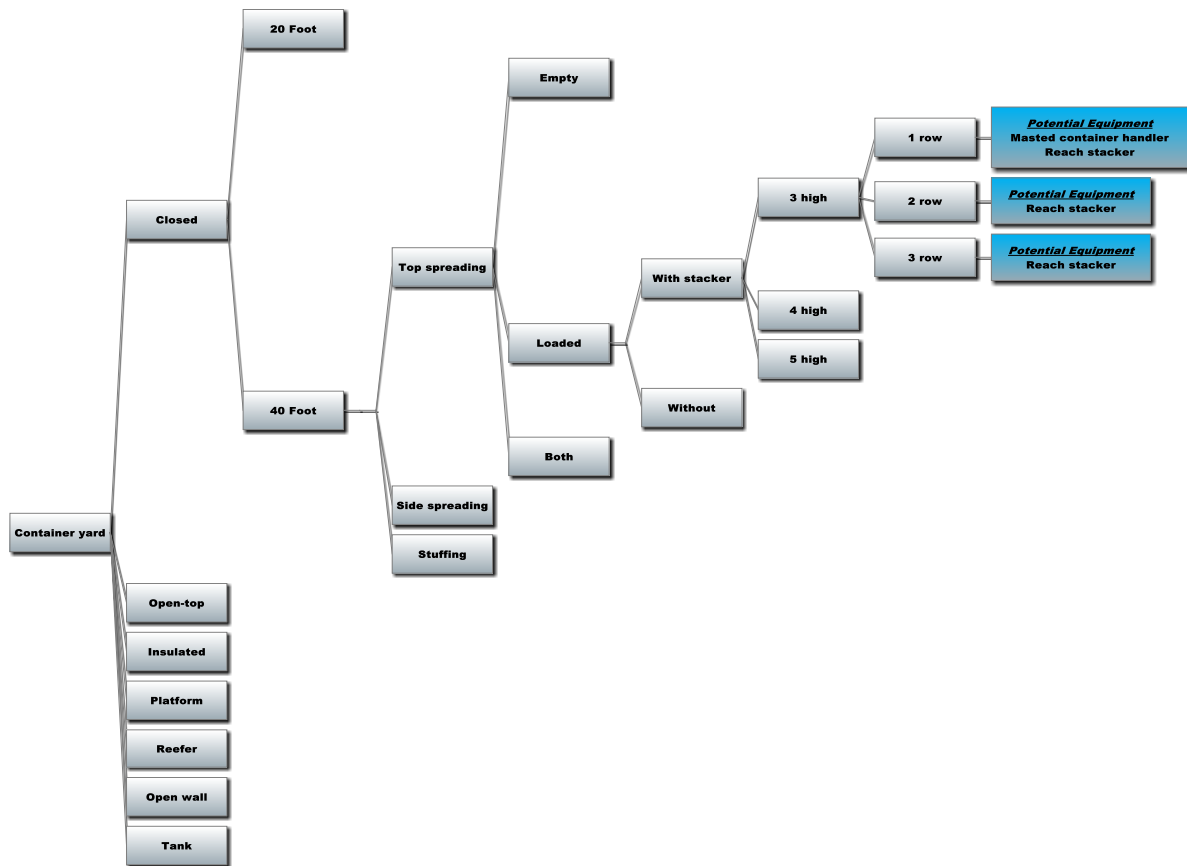 20 Foot
Empty
Potential Equipment
Masted container handler
Reach stacker
1 row
3 high
2 row
Potential Equipment
Reach stacker
Closed
Top spreading
With stacker
3 row
Potential Equipment
Reach stacker
4 high
Loaded
5 high
40 Foot
Without
Both
Side spreading
Container yard
Stuffing
Open-top
Insulated
Platform
Reefer
Open wall
Tank